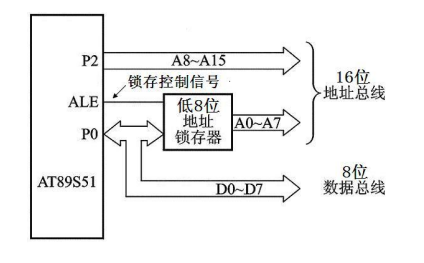 P2
A8~A15
锁存控制信号
ALE
低8位
地址
锁存器
A0~A7
16位
地址总线
P0
AT89S51
D0~D7
8位
数据总线